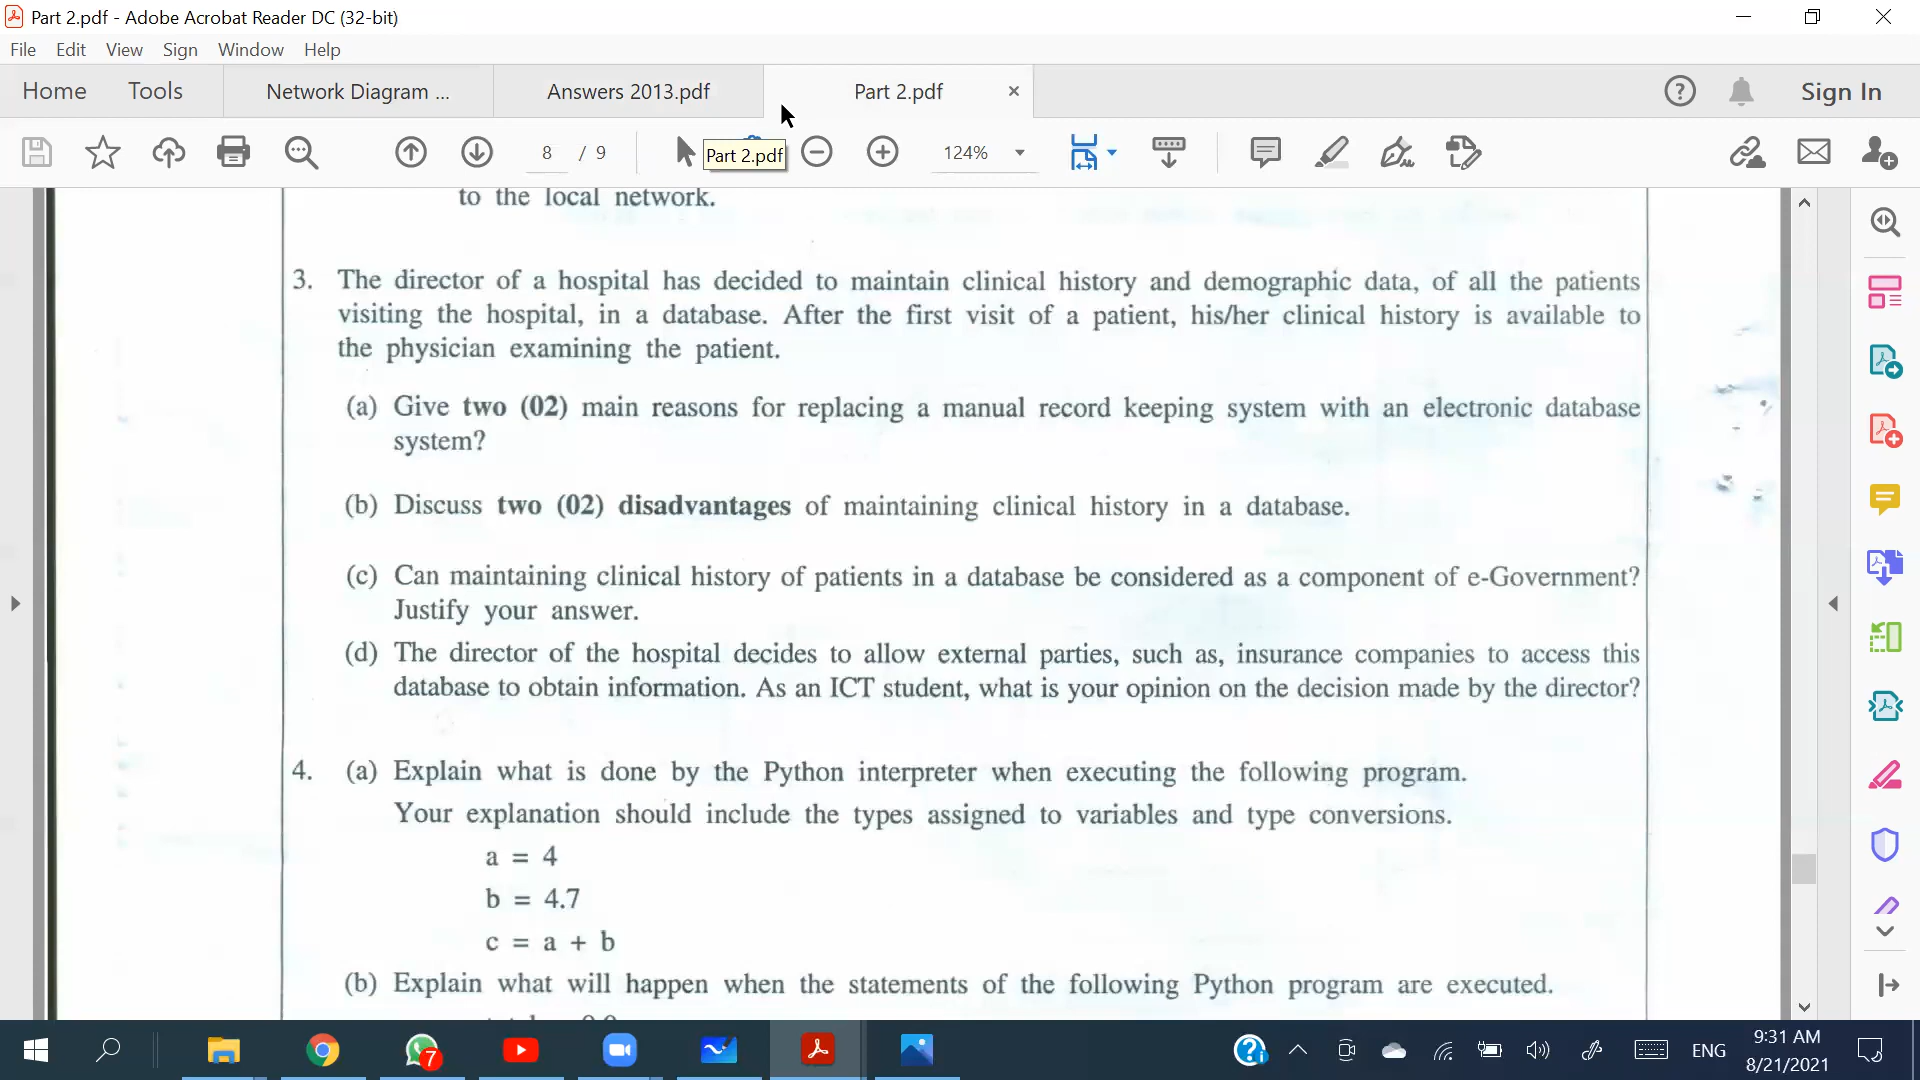 Part 2.pdf - Adobe Acrobat Reader DC (32-bit)
File Edit View Sign Window Help
Home Tools Network Diagram ... Answers 2013.pdf Part 2.pdf × Sign In
8 / 9 Part 2.pdf 124%
to the local network.
3. The director of a hospital has decided to maintain clinical history and demographic data, of all the patients
visiting the hospital, in a database. After the first visit of a patient, his/her clinical history is available to
the physician examining the patient.
(a) Give two (02) main reasons for replacing a manual record keeping system with an electronic database
system?
(b) Discuss two (02) disadvantages of maintaining clinical history in a database.
(c) Can maintaining clinical history of patients in a database be considered as a component of e-Government?
Justify your answer.
(d) The director of the hospital decides to allow external parties, such as, insurance companies to access this
database to obtain information. As an ICT student, what is your opinion on the decision made by the director?
4. (a) Explain what is done by the Python interpreter when executing the following program.
Your explanation should include the types assigned to variables and type conversions.
a = 4
b = 4.7
c = a + b
(b) Explain what will happen when the statements of the following Python program are executed.
7 ENG 9:31 AM
8/21/2021